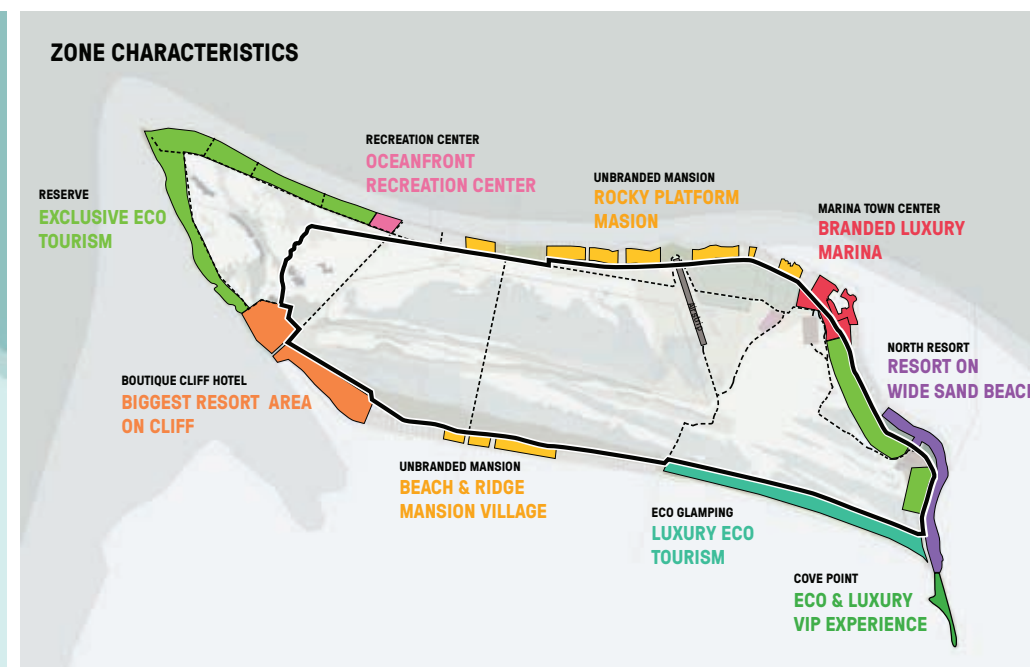 ZONE CHARACTERISTICS
RECREATION CENTER
OCEANFRONT
RECREATION CENTER
UNBRANDED MANSION
ROCKY PLATFORM
MASION
RESERVE
EXCLUSIVE ECO
TOURISM
MARINA TOWN CENTER
BRANDED LUXURY
MARINA
NORTH RESORT
RESORT ON
WIDE SAND BEACH
BOUTIQUE CLIFF HOTEL
BIGGEST RESORT AREA
ON CLIFF
UNBRANDED MANSION
BEACH & RIDGE
MANSION VILLAGE
ECO GLAMPING
LUXURY ECO
TOURISM
COVE POINT
ECO & LUXURY
VIP EXPERIENCE